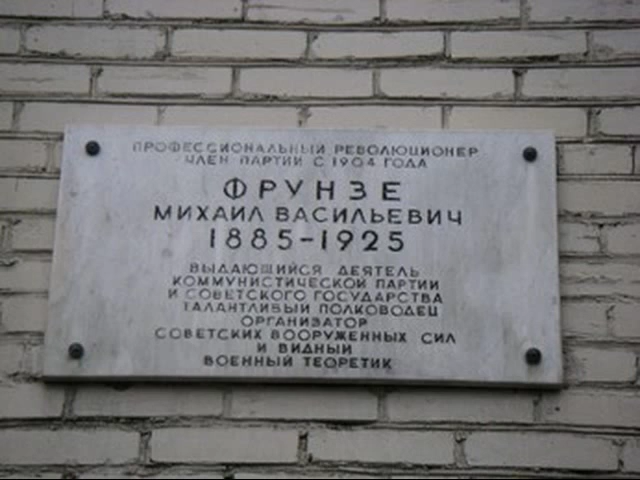 ПРОФЕССИОНАЛЬНЫЙ РЕВОЛЮЦИОНЕР
ЧЛЕН ПАРТИИ С 1904 ГОДА
ФРУНЗЕ
МИХАИЛ ВАСИЛЬЕВИЧ
1885-1925
ВЫДАЮЩИЙСЯ ДЕЯТЕЛЬ
КОММУНИСТИЧЕСКОЙ ПАРТИИ
И СОВЕТСКОГО ГОСУДАРСТВА
ТАЛАНТЛИВЫЙ ПОЛКОВОДЕЦ
ОРГАНИЗАТОР
СОВЕТСКИХ ВООРУЖЕННЫХ СИЛ
И ВИДНЫЙ
ВОЕННЫЙ ТЕОРЕТИК